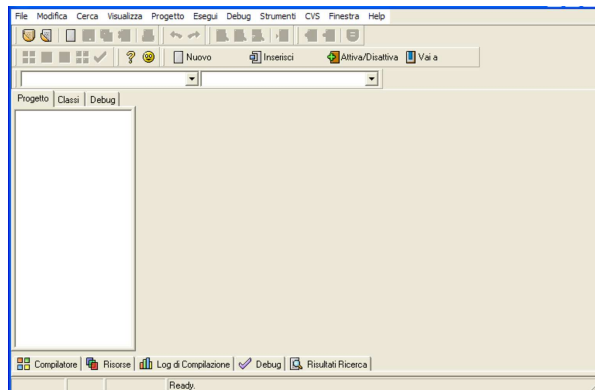 File Modifica Cerca Visualizza Progetto Esegui Debug Strumenti CVS Finestra Help
Nuovo Inserisci Attiva/Disattiva Vai a
Progetto Classi Debug
Compilatore Risorse Log di Compilazione Debug Risultati Ricerca
Ready.